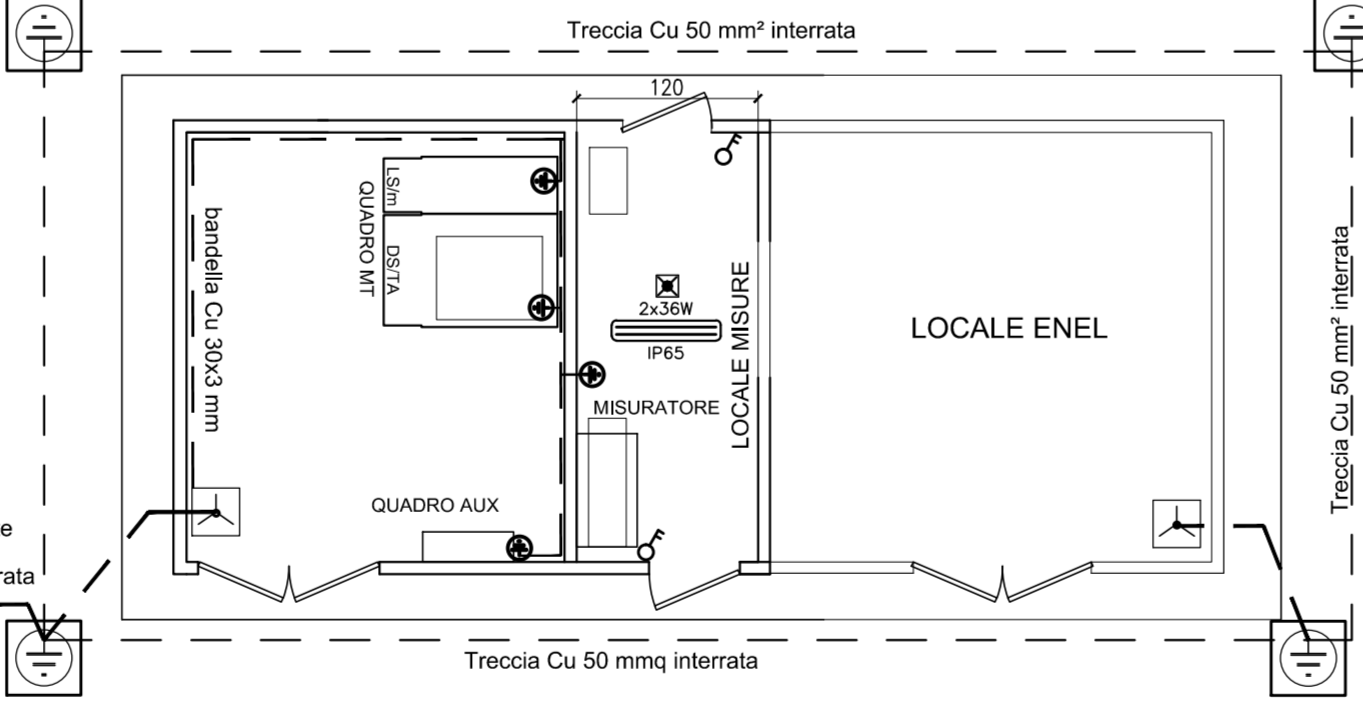 Treccia Cu 50 mm² interrata
120
LS/m
QUADRO MT
DS/TA
bandella Cu 30x3 mm
2x36W
IP65
LOCALE MISURE
LOCALE ENEL
Treccia Cu 50 mm² interrata
MISURATORE
QUADRO AUX
e
rata
Treccia Cu 50 mmq interrata